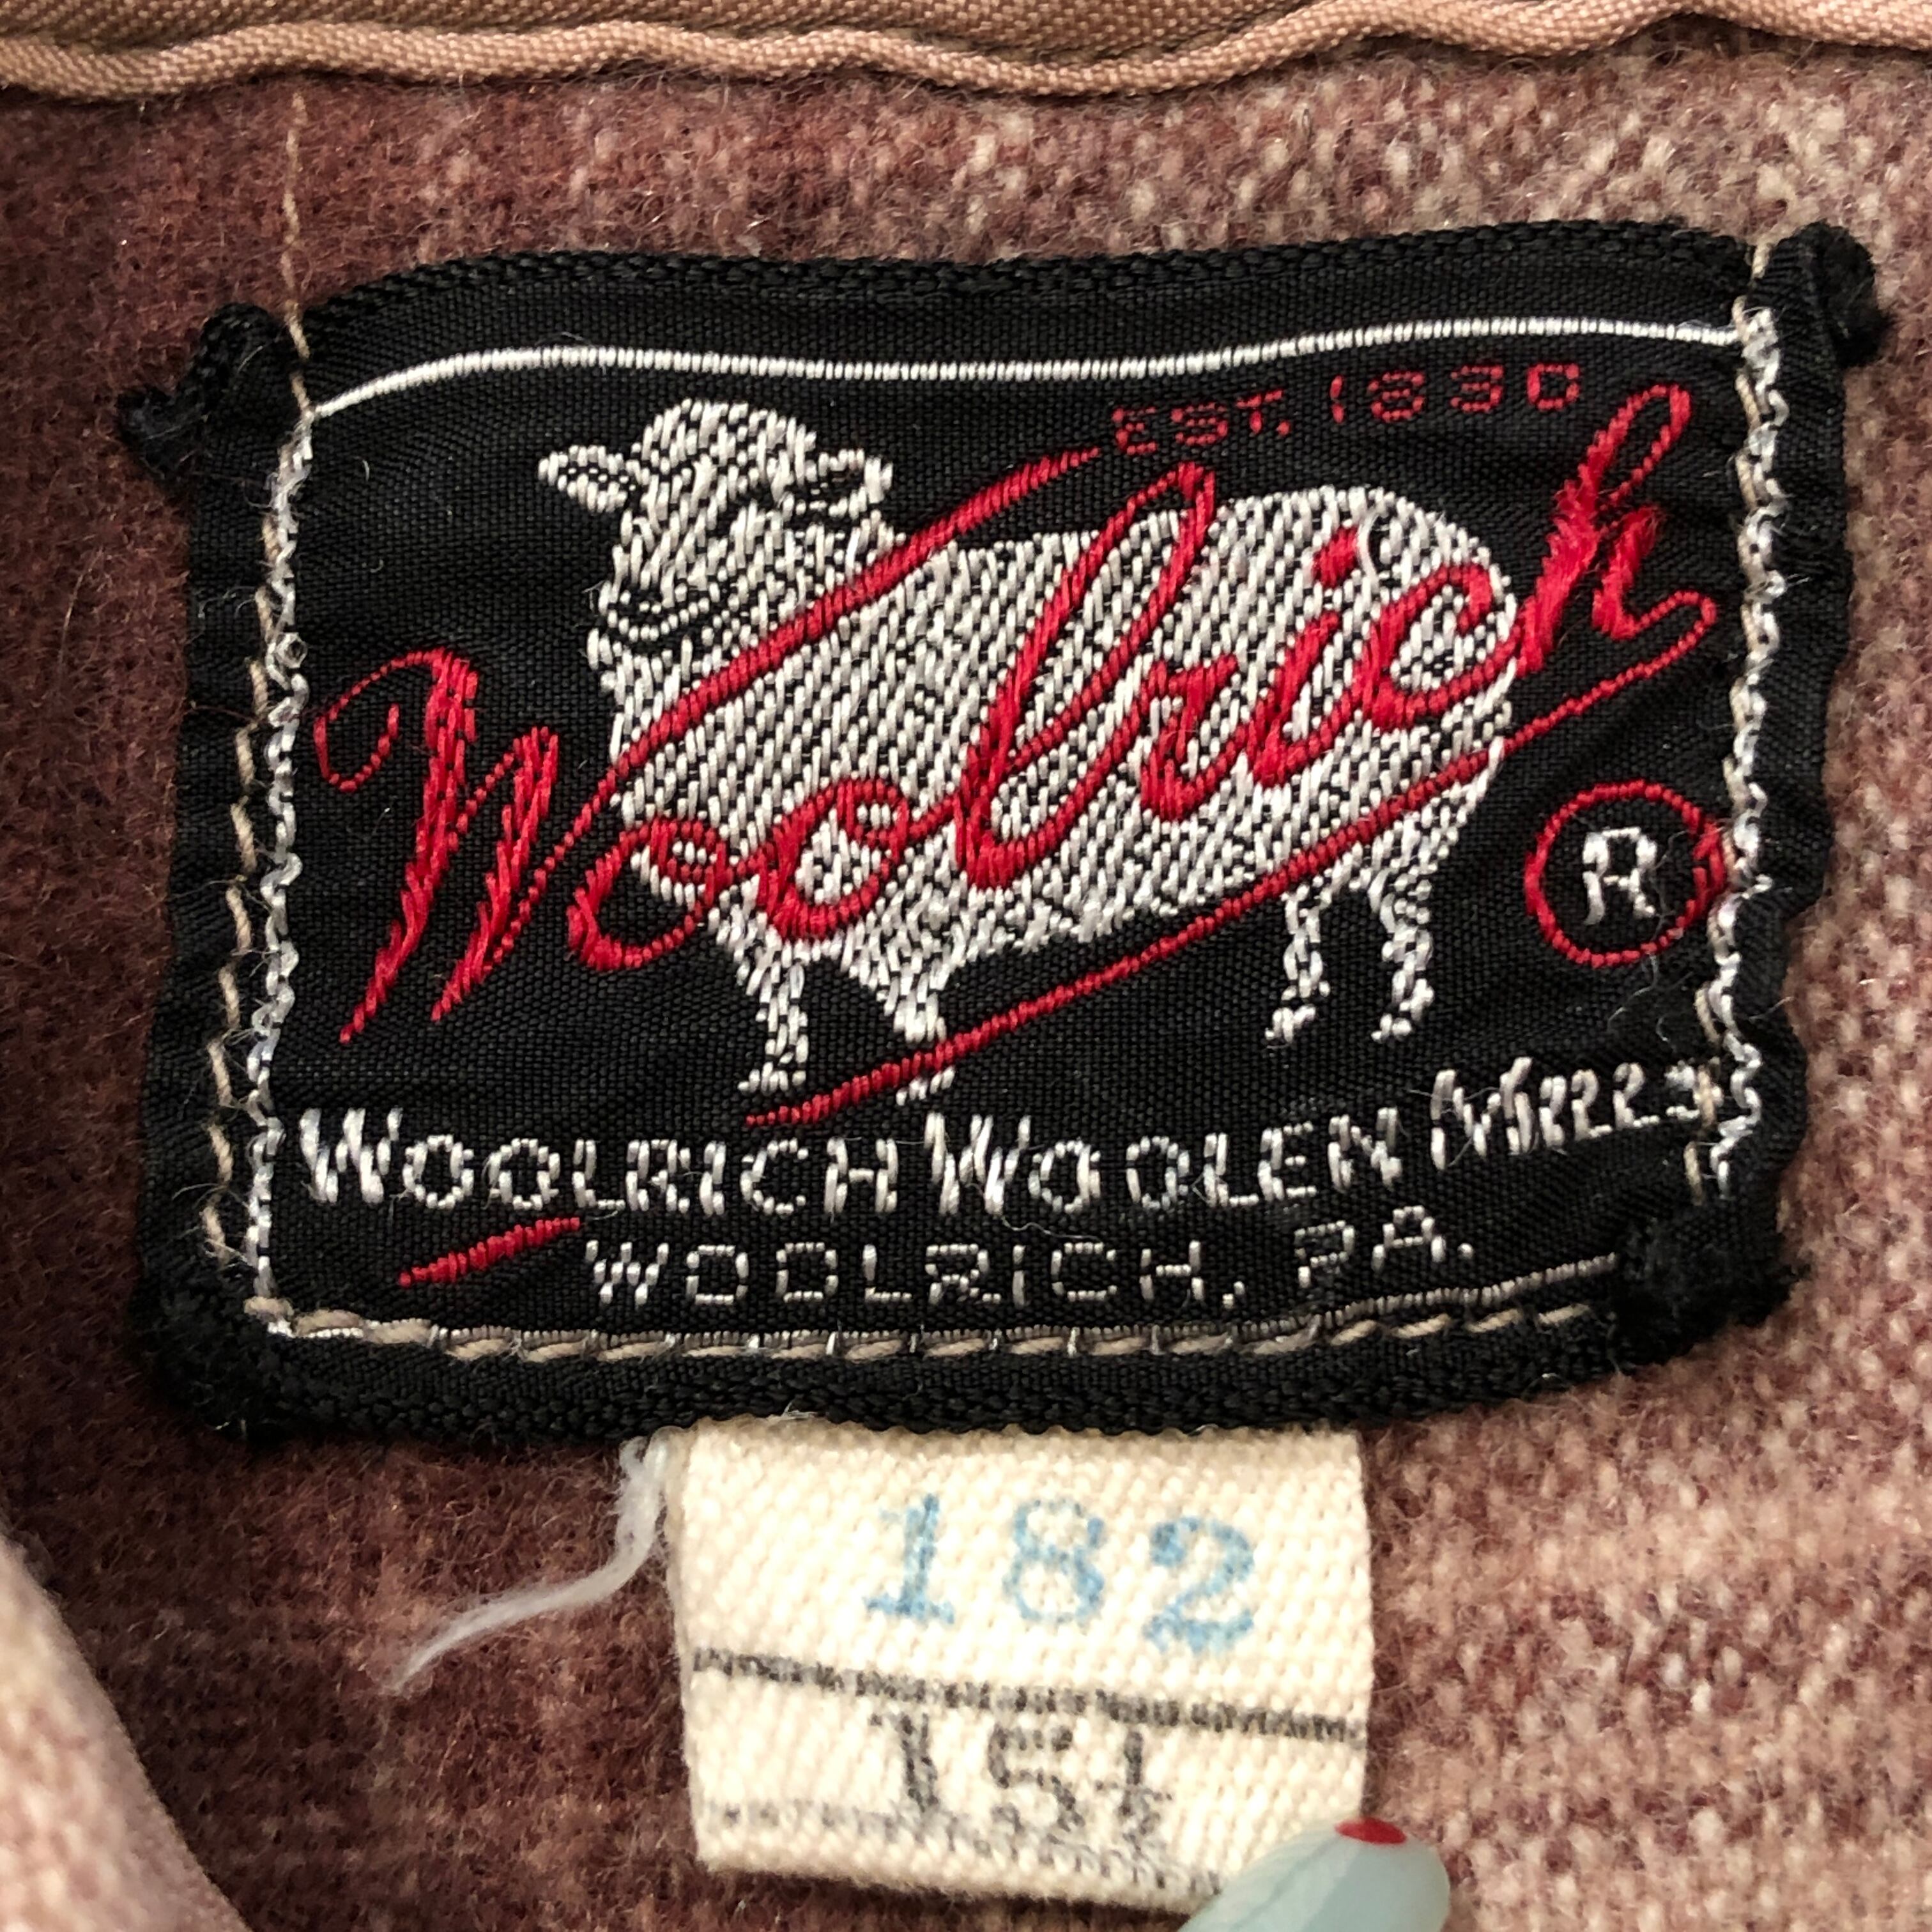 EST. 1830
Woolrich
R
WOOLRICH WOOLEN MILLS
WOOLRICH, PA.
182
15½